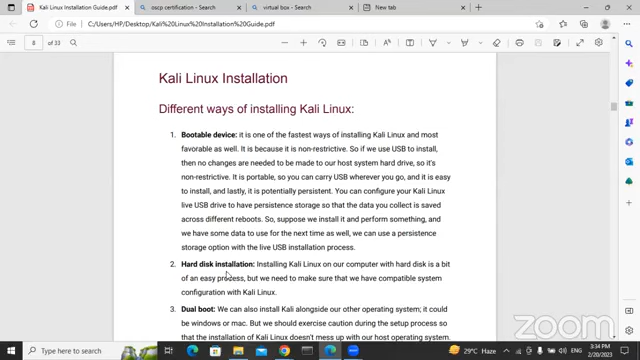 Kali Linux Installation Guide.pdf
oscp certification - Search
virtual box - Search
New tab
File
C:/Users/HP/Desktop/Kali%20Linux%20Installation%20Guide.pdf
8 of 33
Kali Linux Installation
Different ways of installing Kali Linux:
1. Bootable device: it is one of the fastest ways of installing Kali Linux and most
favorable as well. It is because it is non-restrictive. So if we use USB to install,
then no changes are needed to be made to our host system hard drive, so it's
non-restrictive. It is portable, so you can carry USB wherever you go, and it is easy
to install, and lastly, it is potentially persistent. You can configure your Kali Linux
live USB drive to have persistence storage so that the data you collect is saved
across different reboots. So, suppose we install it and perform something, and
we have some data to use for the next time as well, we can use a persistence
storage option with the live USB installation process.
2. Hard disk installation: Installing Kali Linux on our computer with hard disk is a bit
of an easy process, but we need to make sure that we have compatible system
configuration with Kali Linux.
3. Dual boot: We can also install Kali alongside our other operating system; it could
be windows or mac. But we should exercise caution during the setup process so
that the installation of Kali Linux doesn't mess up with our host operating system.
zoom
Type here to search
29°C Haze
ENG
3:34 PM
3/20/2023